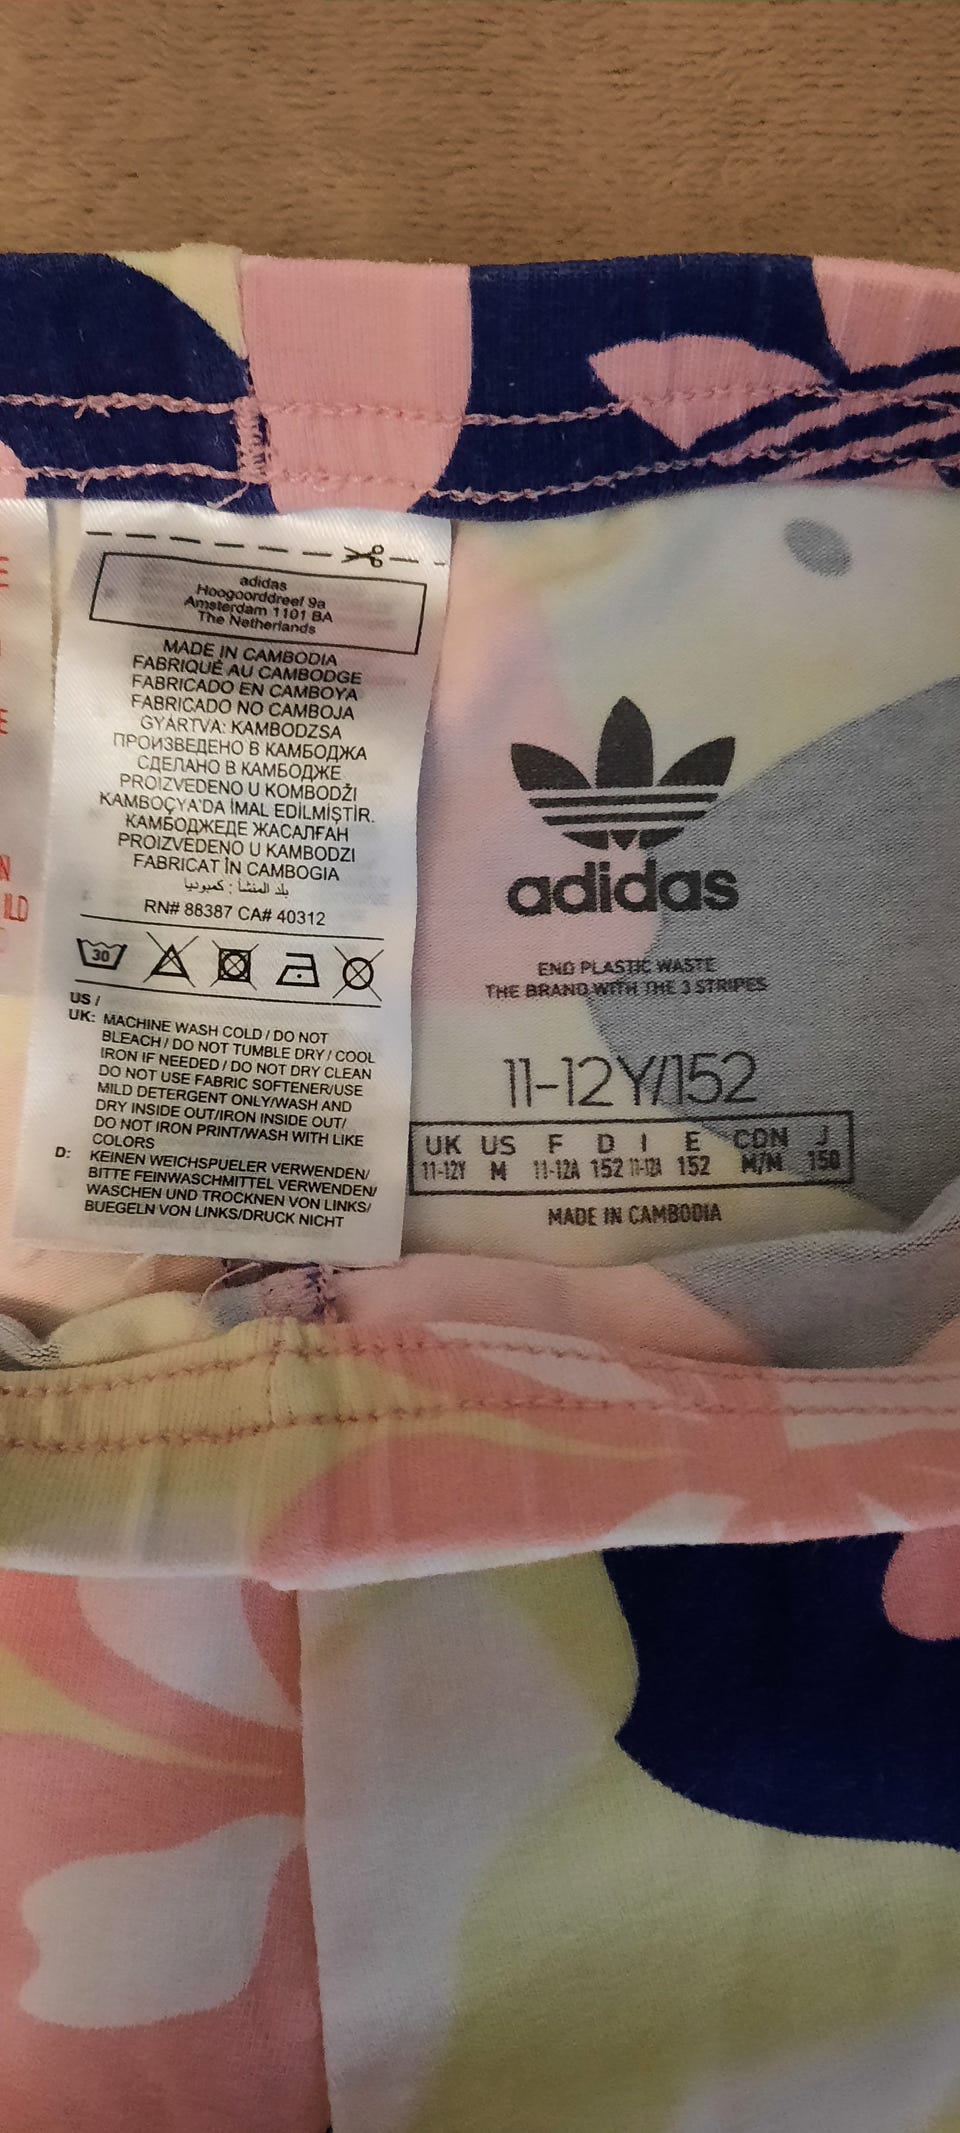 adidas
Hoogoorddreef 9a
Amsterdam 1101 BA
The Netherlands
MADE IN CAMBODIA
FABRIQUÉ AU CAMBODGE
FABRICADO EN CAMBOYA
FABRICADO NO CAMBOJA
GYÁRTVA: KAMBODZSA
ПРОИЗВЕДЕНО В КАМБОДЖА
СДЕЛАНО В КАМБОДЖЕ
PROIZVEDENO U KOMBODŽI
KAMBOÇYA'DA İMAL EDİLMİŞTİR.
КАМБОДЖЕДЕ ЖАСАЛҒАН
PROIZVEDENO U KAMBODZI
FABRICAT ÎN CAMBOGIA
بلد المنشأ : كمبوديا
RN# 88387 CA# 40312
30
US /
UK: MACHINE WASH COLD / DO NOT
BLEACH / DO NOT TUMBLE DRY / COOL
IRON IF NEEDED / DO NOT DRY CLEAN
DO NOT USE FABRIC SOFTENER/USE
MILD DETERGENT ONLY/WASH AND
DRY INSIDE OUT/IRON INSIDE OUT/
DO NOT IRON PRINT/WASH WITH LIKE
COLORS
D: KEINEN WEICHSPUELER VERWENDEN/
BITTE FEINWASCHMITTEL VERWENDEN/
WASCHEN UND TROCKNEN VON LINKS/
BUEGELN VON LINKS/DRUCK NICHT
adidas
END PLASTIC WASTE
THE BRAND WITH THE 3 STRIPES
11-12Y/152
UK US F D I E CDN J
11-12Y M 11-12A 152 11-12A 152 M/M 150
MADE IN CAMBODIA